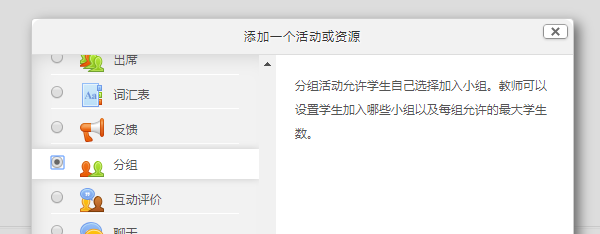 添加一个活动或资源
出席
词汇表
Aa
反馈
分组
互动评价
聊天
分组活动允许学生自己选择加入小组。教师可以
设置学生加入哪些小组以及每组允许的最大学生
数。